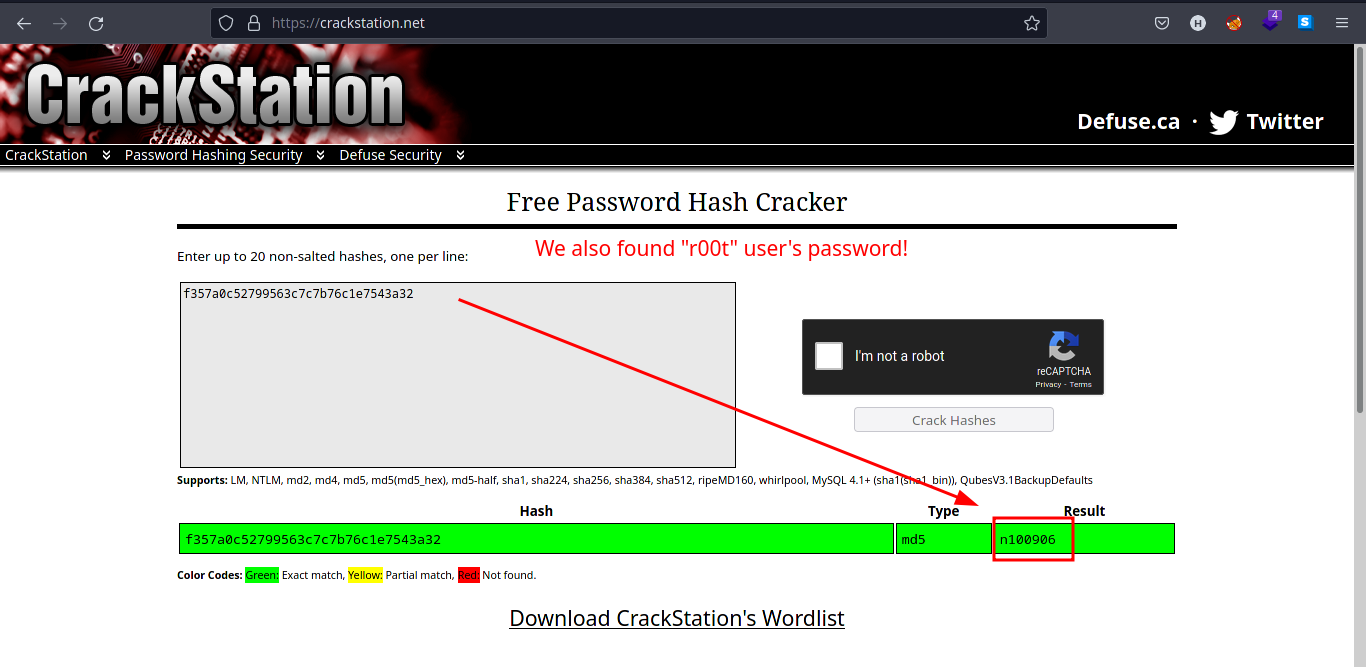 https://crackstation.net
H
4
S
CrackStation
Defuse.ca · Twitter
CrackStation Password Hashing Security Defuse Security
Free Password Hash Cracker
We also found "r00t" user's password!
Enter up to 20 non-salted hashes, one per line:
f357a0c52799563c7c7b76c1e7543a32
I'm not a robot
reCAPTCHA
Privacy - Terms
Crack Hashes
Supports: LM, NTLM, md2, md4, md5, md5(md5_hex), md5-half, sha1, sha224, sha256, sha384, sha512, ripeMD160, whirlpool, MySQL 4.1+ (sha1(sha1_bin)), QubesV3.1BackupDefaults
Hash Type Result
f357a0c52799563c7c7b76c1e7543a32 md5 n100906
Color Codes: Green: Exact match, Yellow: Partial match, Red: Not found.
Download CrackStation's Wordlist